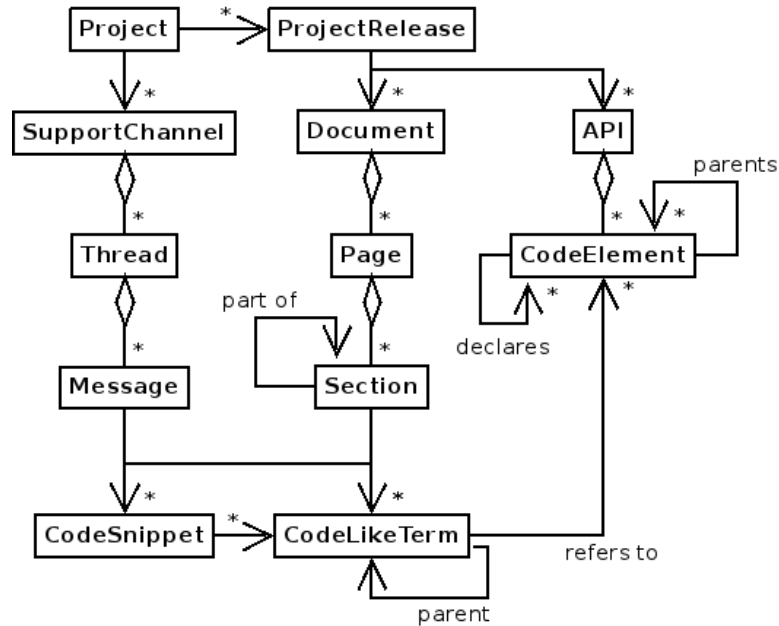 Project
*
ProjectRelease
*
*
*
SupportChannel
Document
API
parents
*
*
*
*
Thread
Page
CodeElement
part of
*
*
declares
*
*
Message
Section
*
*
CodeSnippet
*
CodeLikeTerm
refers to
parent